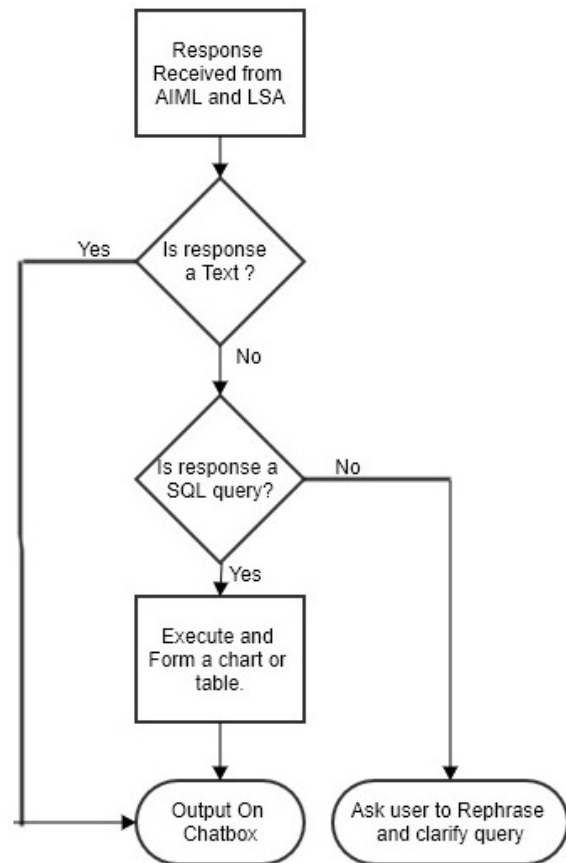 Response
Received from
AIML and LSA
Yes
Is response
a Text ?
No
Is response a
SQL query?
No
Yes
Execute and
Form a chart or
table.
Output On
Chatbox
Ask user to Rephrase
and clarify query